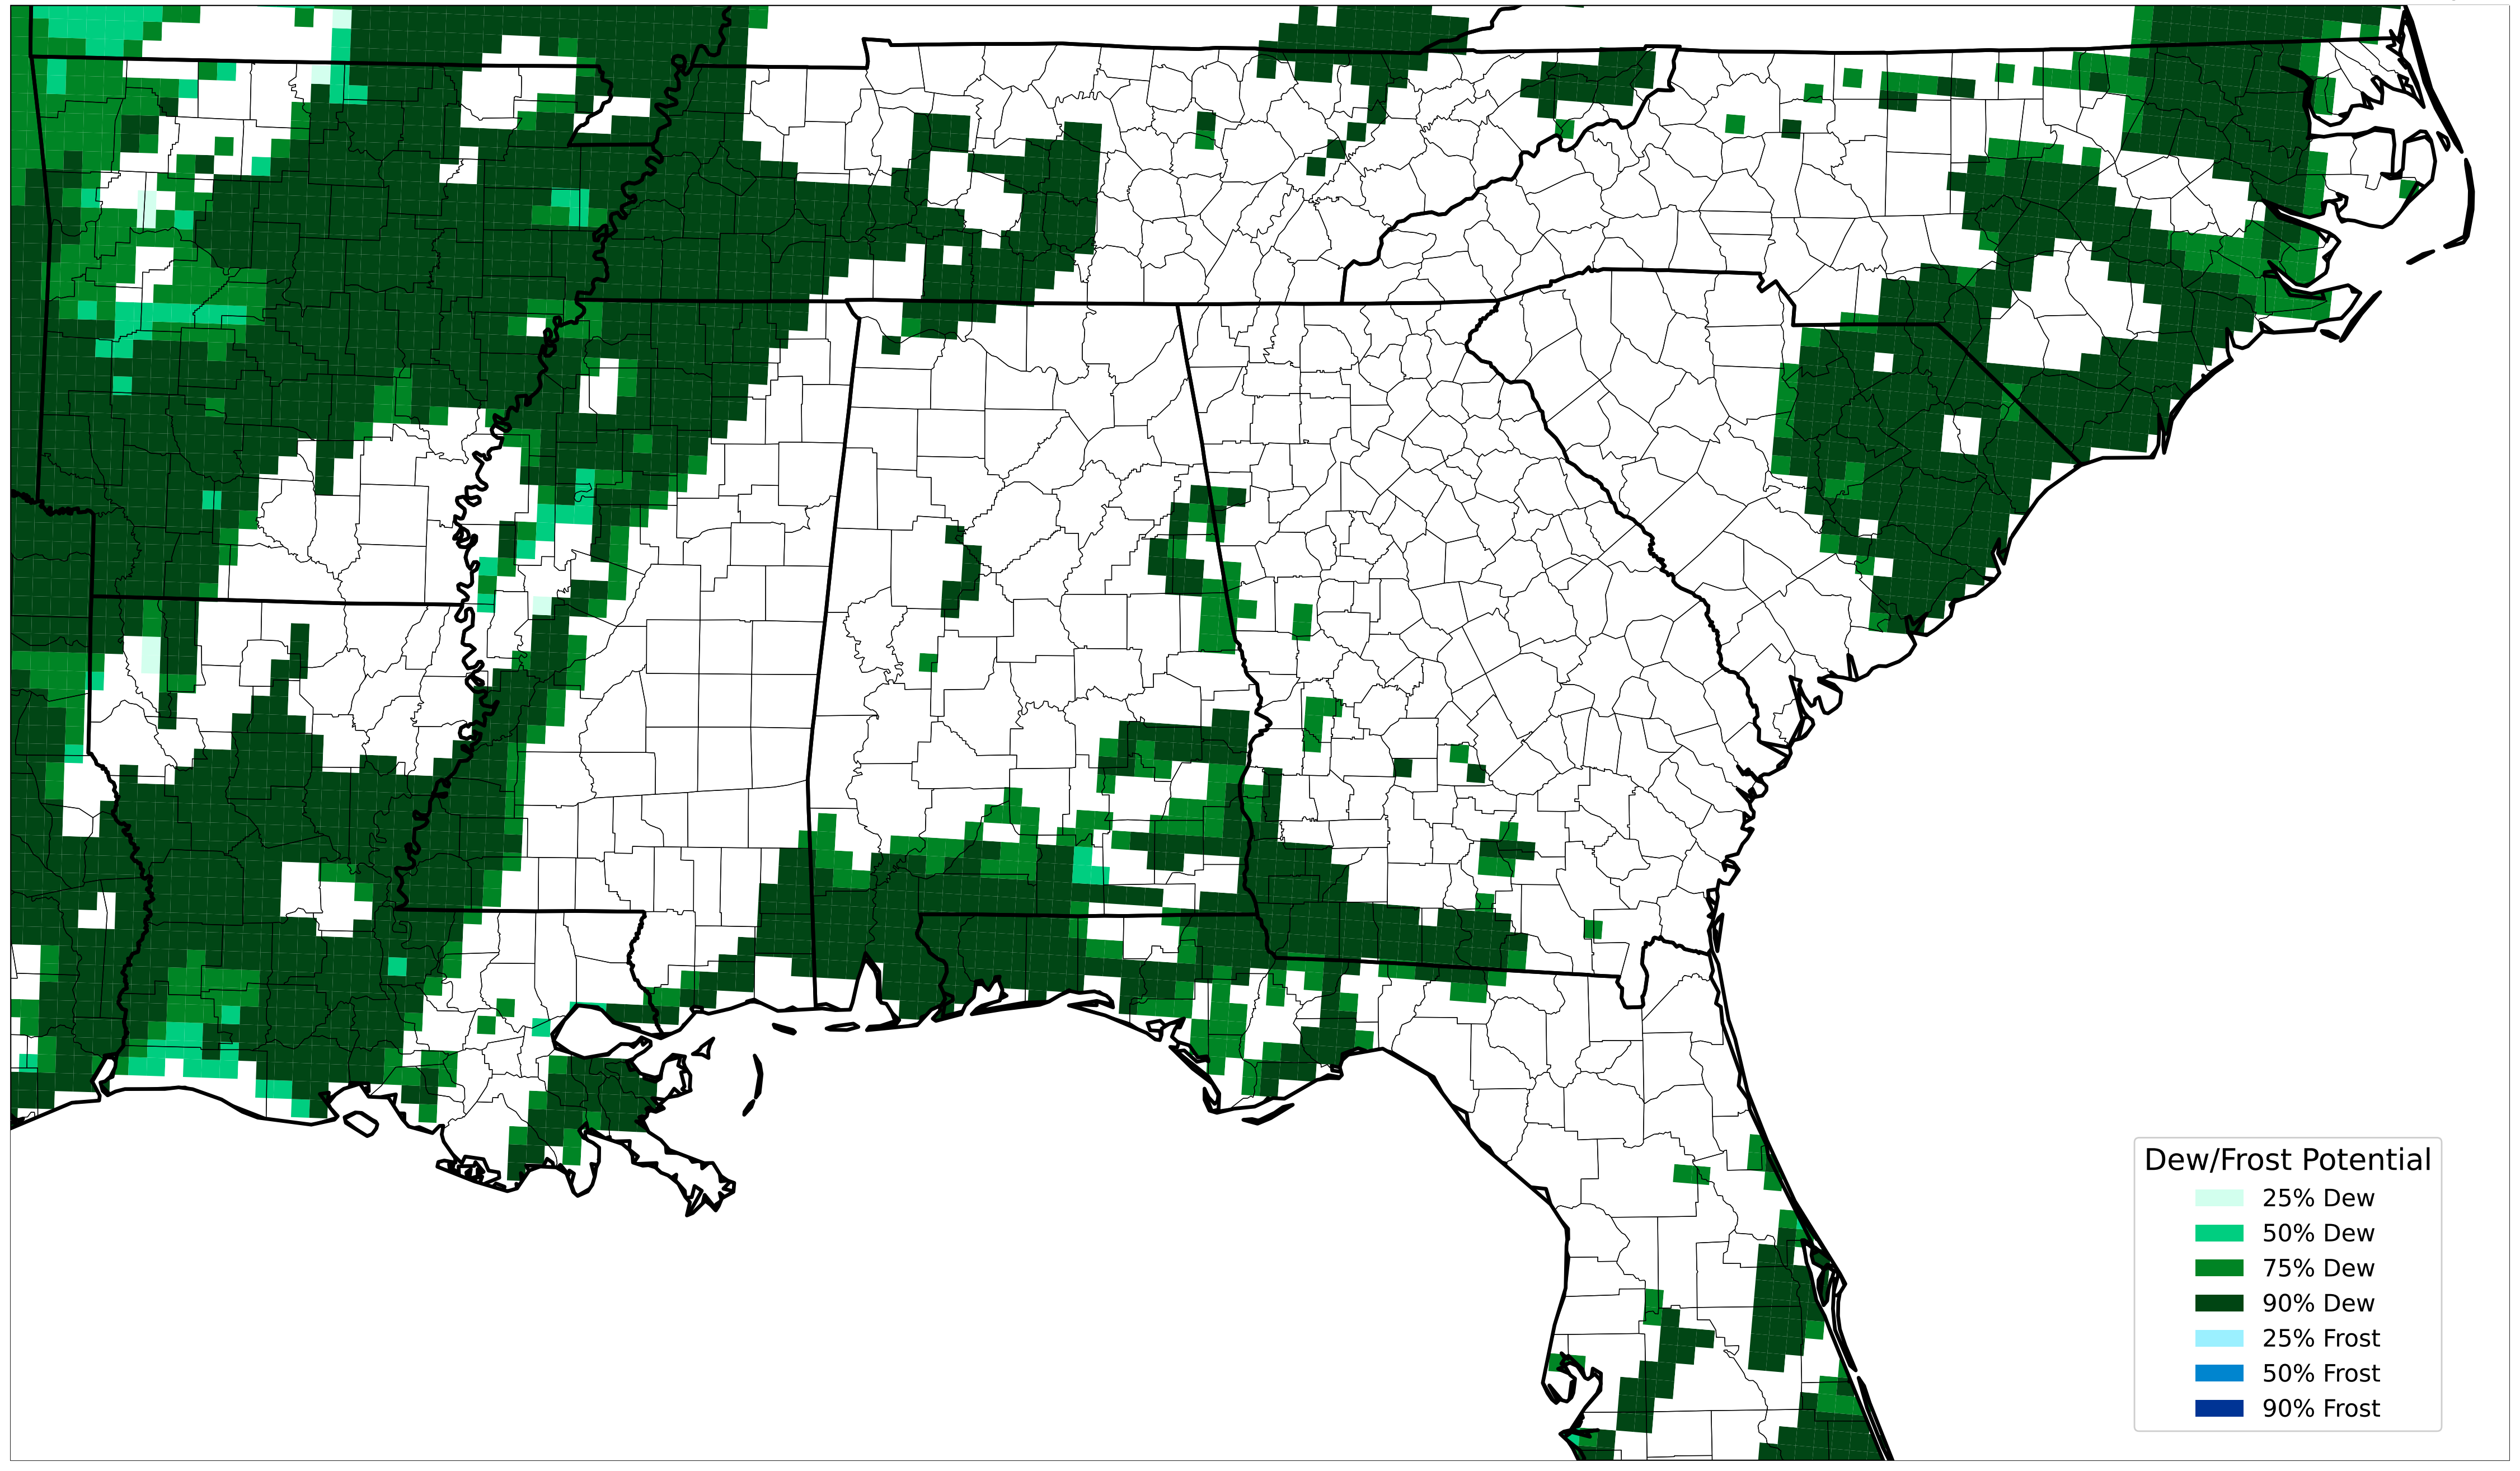 Dew/Frost Potential
25% Dew
50% Dew
75% Dew
90% Dew
25% Frost
50% Frost
90% Frost